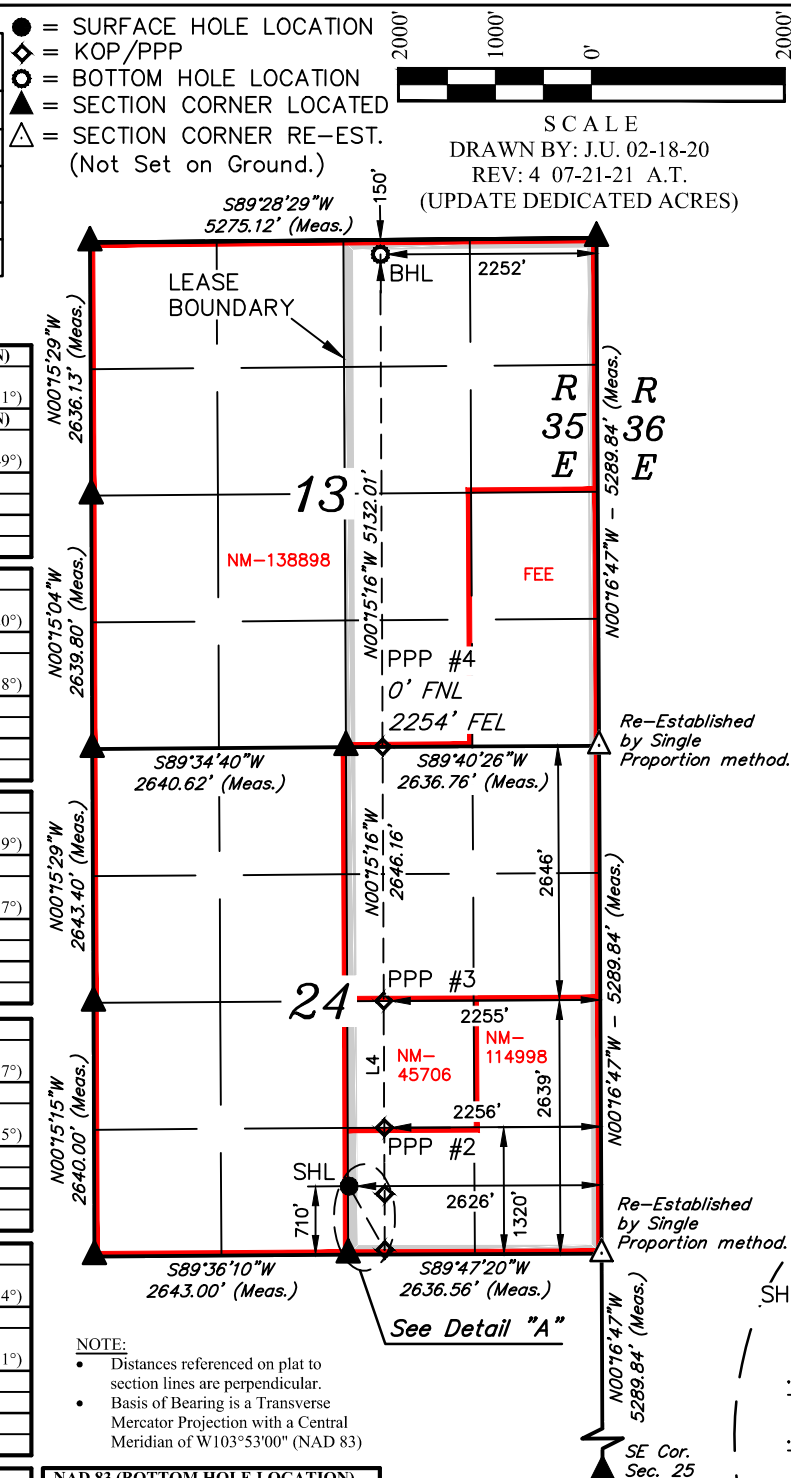 = SURFACE HOLE LOCATION
= KOP/PPP
= BOTTOM HOLE LOCATION
= SECTION CORNER LOCATED
= SECTION CORNER RE-EST.
(Not Set on Ground.)
2000'
1000'
0'
2000'
SCALE
DRAWN BY: J.U. 02-18-20
REV: 4 07-21-21 A.T.
(UPDATE DEDICATED ACRES)
S89°28'29"W
5275.12' (Meas.)
150'
BHL
2252'
LEASE
BOUNDARY
N00°15'29"W
2636.13' (Meas.)
R R
35 36
E E
N00°16'47"W - 5289.84' (Meas.)
13
NM-138898
FEE
N00°15'16"W 5132.01'
N00°15'04"W
2639.80' (Meas.)
PPP #4
0' FNL
2254' FEL
Re-Established
by Single
Proportion method.
S89°34'40"W
2640.62' (Meas.)
S89°40'26"W
2636.76' (Meas.)
N00°15'29"W
2643.40' (Meas.)
N00°15'16"W
2646.16'
2646'
N00°16'47"W - 5289.84' (Meas.)
PPP #3
24
2255'
L4
NM-
45706
NM-
114998
2639'
2256'
PPP #2
N00°15'15"W
2640.00' (Meas.)
SHL
710'
2626'
1320'
Re-Established
by Single
Proportion method.
S89°36'10"W
2643.00' (Meas.)
S89°47'20"W
2636.56' (Meas.)
See Detail "A"
SH
NOTE:
• Distances referenced on plat to
section lines are perpendicular.
• Basis of Bearing is a Transverse
Mercator Projection with a Central
Meridian of W103°53'00" (NAD 83)
N00°16'47"W
5289.84' (Meas.)
SE Cor.
Sec. 25
NAD 83 (BOTTOM HOLE LOCATION)